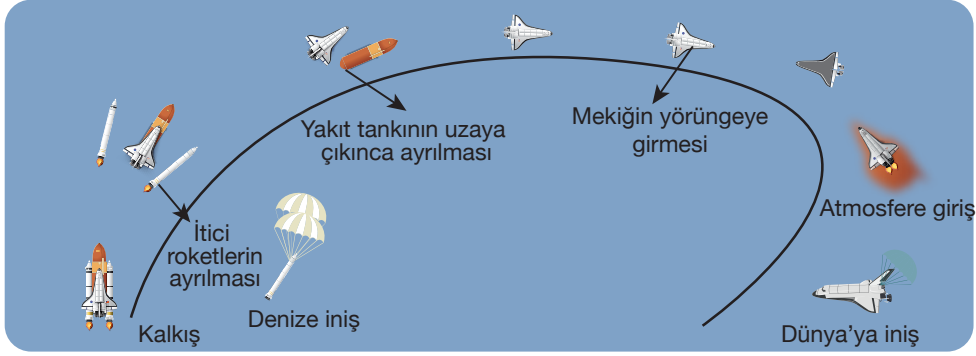 Kalkış
İtici
roketlerin
ayrılması
Denize iniş
Yakıt tankının uzaya
çıkınca ayrılması
Mekiğin yörüngeye
girmesi
Atmosfere giriş
Dünya’ya iniş